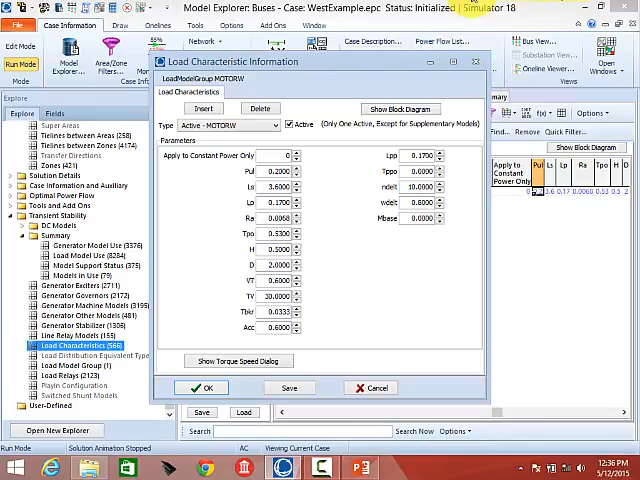 Model Explorer: Buses - Case: WestExample.epc Status: Initialized | Simulator 18
File
Case Information
Draw
Onelines
Tools
Options
Add Ons
Window
Edit Mode
Run Mode
Model Explorer...
Area/Zone Filters...
Network
Case Description...
Power Flow List...
Bus View...
Substation View...
Oneline Viewer...
Open Windows
Explore
Explore Fields
Super Areas
Tielines between Areas (258)
Tielines between Zones (421)
Transfer Directions
Zones (421)
Solution Details
Case Information and Auxiliary
Optimal Power Flow
Tools and Add Ons
Transient Stability
DC Models
Summary
Generator Model Use (3376)
Load Model Use (8284)
Model Support Status (375)
Models in Use (79)
Generator Exciters (2711)
Generator Governors (2172)
Generator Machine Models (3195)
Generator Other Models (481)
Generator Stabilizer (1306)
Line Relay Models (155)
Load Characteristics (566)
Load Distribution Equivalent Type
Load Model Group (1)
Load Relays (2123)
PlayIn Configuration
Switched Shunt Models
User-Defined
Open New Explorer
Load Characteristic Information
LoadModelGroup MOTORW
Load Characteristics
Insert Delete Show Block Diagram
Type Active - MOTORW Active (Only One Active, Except for Supplementary Models)
Parameters
Apply to Constant Power Only 0 Lpp 0.1700
Pul 0.2000 Tppo 0.0000
Ls 3.6000 ndelt 10.0000
Lp 0.1700 wdelt 0.8000
Ra 0.0068 Mbase 0.0000
Tpo 0.5300
H 0.5000
D 2.0000
VT 0.6000
TV 30.0000
Tbkr 0.0333
Acc 0.6000
Show Torque Speed Dialog
OK Save Cancel
Options
Find... Remove Quick Filter...
Show Block Diagram
Apply to Constant Power Only Pul Ls Lp Ra Tpo H D
3.6 0.17 0.0068 0.53 0.5 2
Save Load
Search Search Now Options
Run Mode Solution Animation Stopped AC Viewing Current Case
12:36 PM
5/12/2015